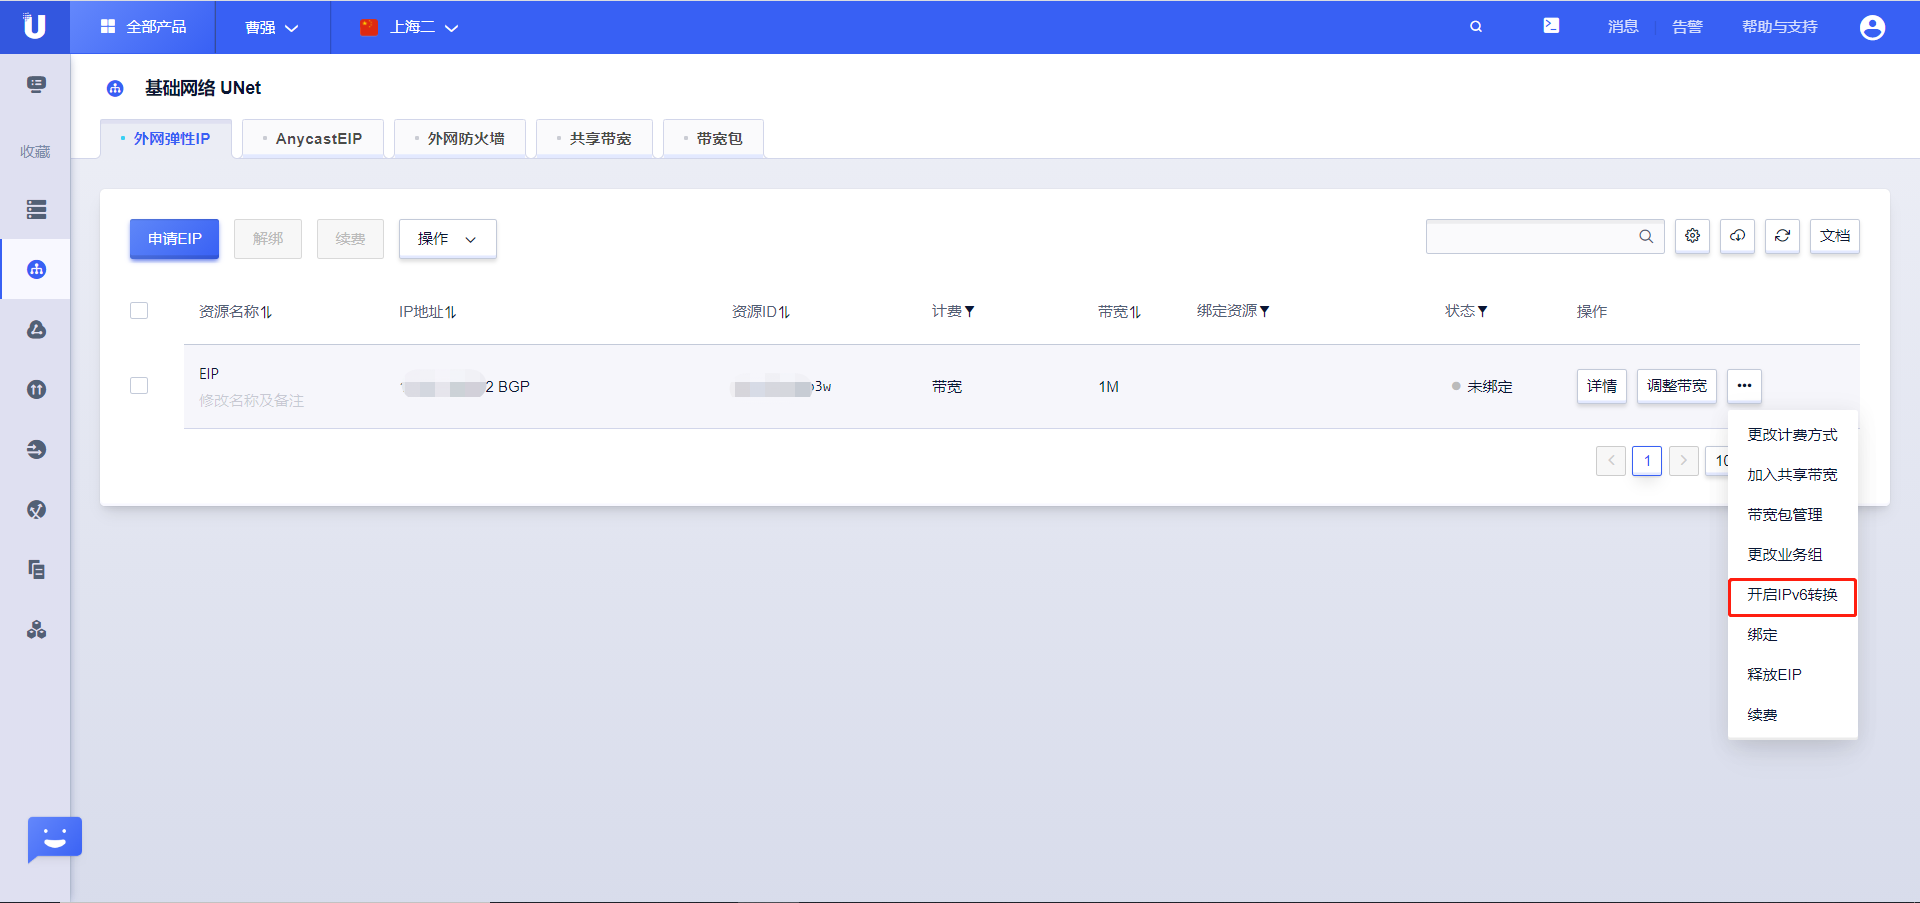 U 全部产品 曹强 上海二 消息 告警 帮助与支持
基础网络 UNet
收藏
外网弹性IP AnycastEIP 外网防火墙 共享带宽 带宽包
申请EIP 解绑 续费 操作 文档
资源名称 IP地址 资源ID 计费 带宽 绑定资源 状态 操作
EIP
修改名称及备注
2 BGP 3w 带宽 1M 未绑定 详情 调整带宽 •••
1 10
更改计费方式
加入共享带宽
带宽包管理
更改业务组
开启IPv6转换
绑定
释放EIP
续费